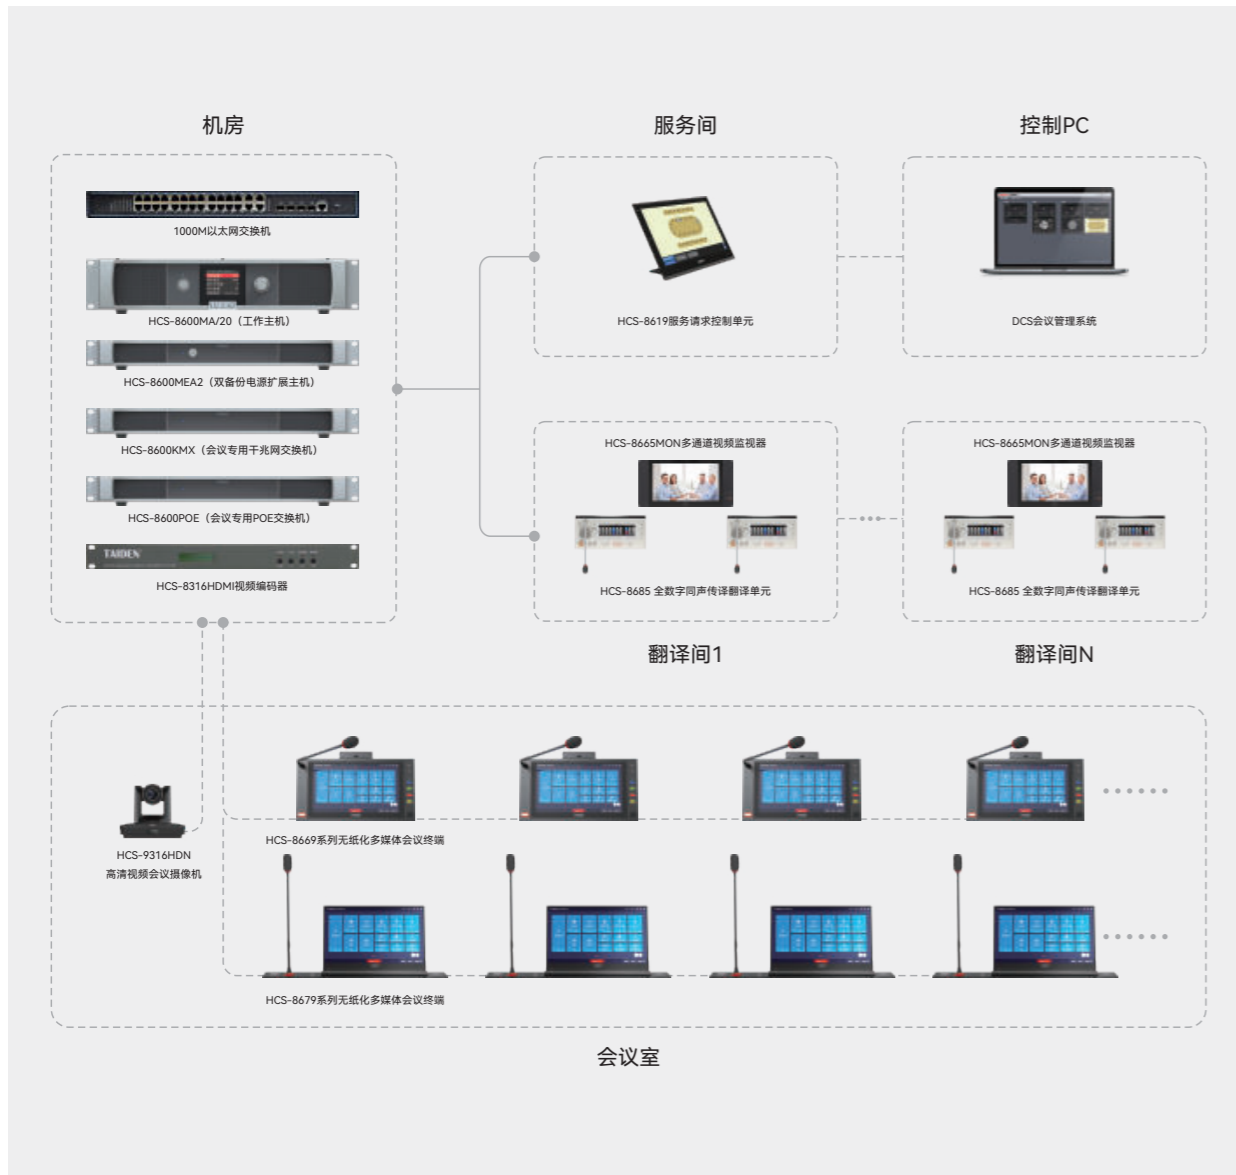 机房
1000M以太网交换机
HCS-8600MA/20（工作主机）
HCS-8600MEA2（双备份电源扩展主机）
HCS-8600KMX（会议专用千兆网交换机）
HCS-8600POE（会议专用POE交换机）
TAIDEN
HCS-8316HDMI视频编码器
服务间
HCS-8619服务请求控制单元
控制PC
DCS会议管理系统
HCS-8665MON多通道视频监视器
HCS-8685 全数字同声传译翻译单元
翻译间1
HCS-8665MON多通道视频监视器
HCS-8685 全数字同声传译翻译单元
翻译间N
HCS-9316HDN
高清视频会议摄像机
HCS-8669系列无纸化多媒体会议终端
HCS-8679系列无纸化多媒体会议终端
会议室